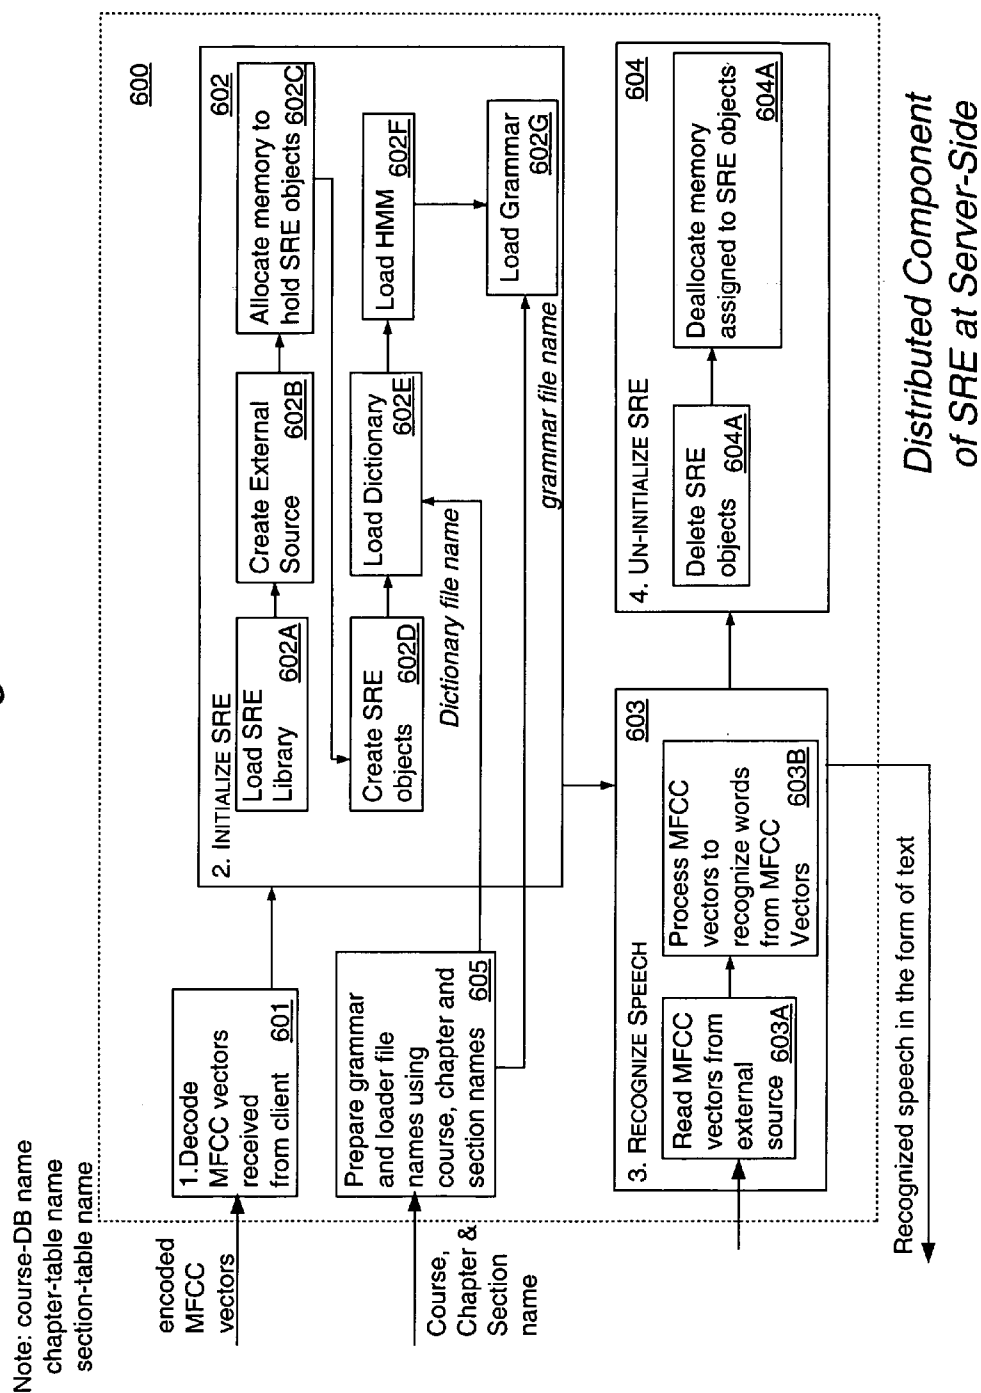 Note: course-DB name
chapter-table name
section-table name
encoded
MFCC
vectors
Course,
Chapter &
Section
name
600
1.Decode
MFCC vectors
received
from client 601
Prepare grammar
and loader file
names using
course, chapter and
section names 605
2. INITIALIZE SRE
602
Load SRE
Library 602A
Create External
Source 602B
Allocate memory to
hold SRE objects 602C
Create SRE
objects 602D
Load Dictionary
602E
Load HMM
602F
Load Grammar
602G
Dictionary file name
grammar file name
3. RECOGNIZE SPEECH
603
Read MFCC
vectors from
external
source 603A
Process MFCC
vectors to
recognize words
from MFCC
Vectors 603B
4. UN-INITIALIZE SRE
604
Delete SRE
objects 604A
Deallocate memory
assigned to SRE objects
604A
Recognized speech in the form of text
Distributed Component
of SRE at Server-Side